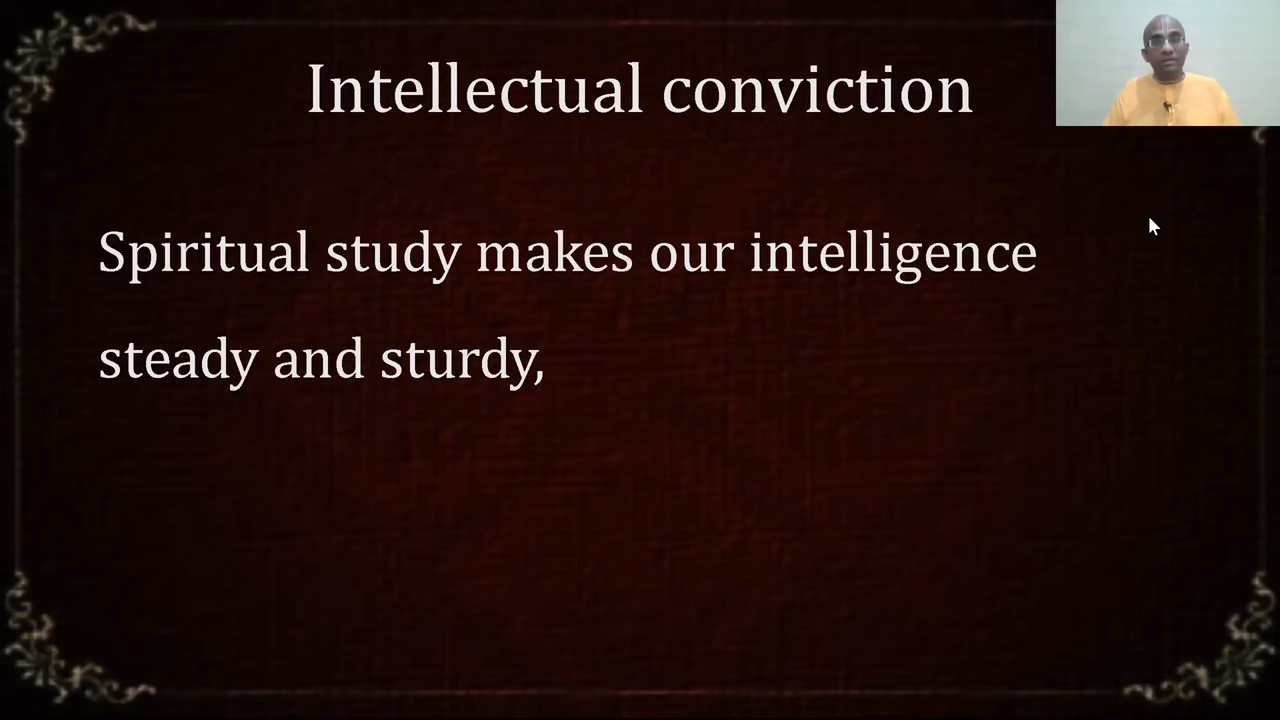 Intellectual conviction
Spiritual study makes our intelligence
steady and sturdy,